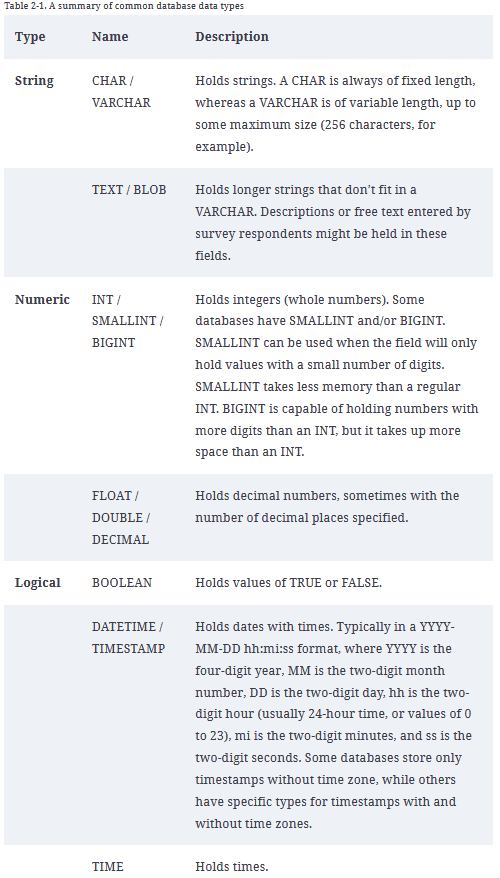 Table 2-1. A summary of common database data types
Type Name Description
String CHAR / Holds strings. A CHAR is always of fixed length,
VARCHAR whereas a VARCHAR is of variable length, up to
some maximum size (256 characters, for
example).
TEXT / BLOB Holds longer strings that don’t fit in a
VARCHAR. Descriptions or free text entered by
survey respondents might be held in these
fields.
Numeric INT / Holds integers (whole numbers). Some
SMALLINT / databases have SMALLINT and/or BIGINT.
BIGINT SMALLINT can be used when the field will only
hold values with a small number of digits.
SMALLINT takes less memory than a regular
INT. BIGINT is capable of holding numbers with
more digits than an INT, but it takes up more
space than an INT.
FLOAT / Holds decimal numbers, sometimes with the
DOUBLE / number of decimal places specified.
DECIMAL
Logical BOOLEAN Holds values of TRUE or FALSE.
DATETIME / Holds dates with times. Typically in a YYYY-
TIMESTAMP MM-DD hh:mi:ss format, where YYYY is the
four-digit year, MM is the two-digit month
number, DD is the two-digit day, hh is the two-
digit hour (usually 24-hour time, or values of 0
to 23), mi is the two-digit minutes, and ss is the
two-digit seconds. Some databases store only
timestamps without time zone, while others
have specific types for timestamps with and
without time zones.
TIME Holds times.